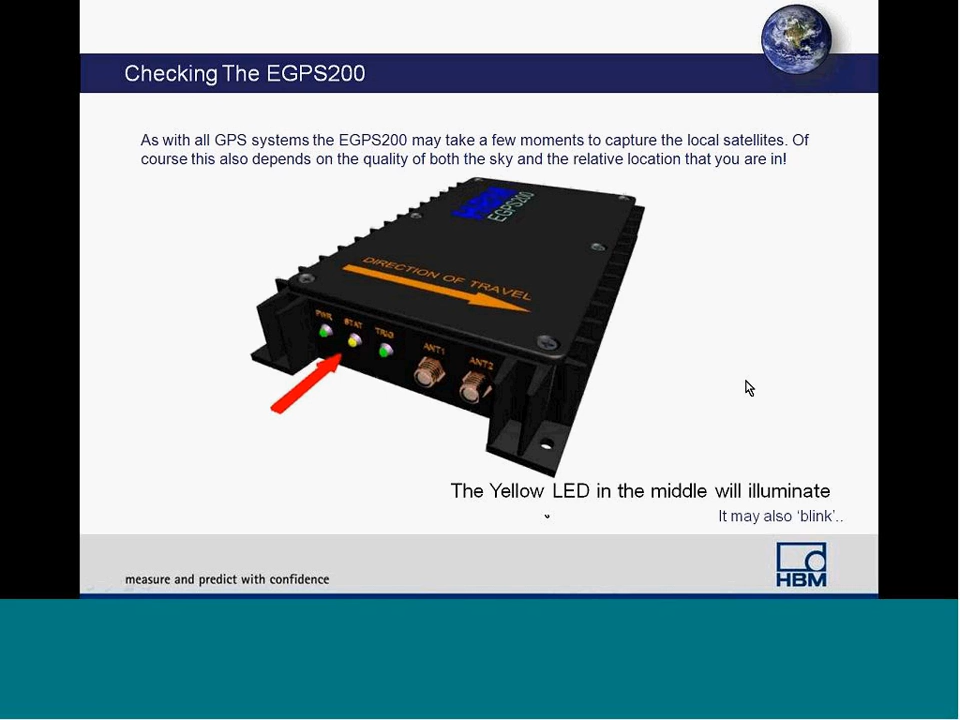 Checking The EGPS200
As with all GPS systems the EGPS200 may take a few moments to capture the local satellites. Of
course this also depends on the quality of both the sky and the relative location that you are in!
EGPS200
DIRECTION OF TRAVEL
PWR STAT TRIG
ANT1 ANT2
The Yellow LED in the middle will illuminate
It may also ‘blink’..
measure and predict with confidence
HBM